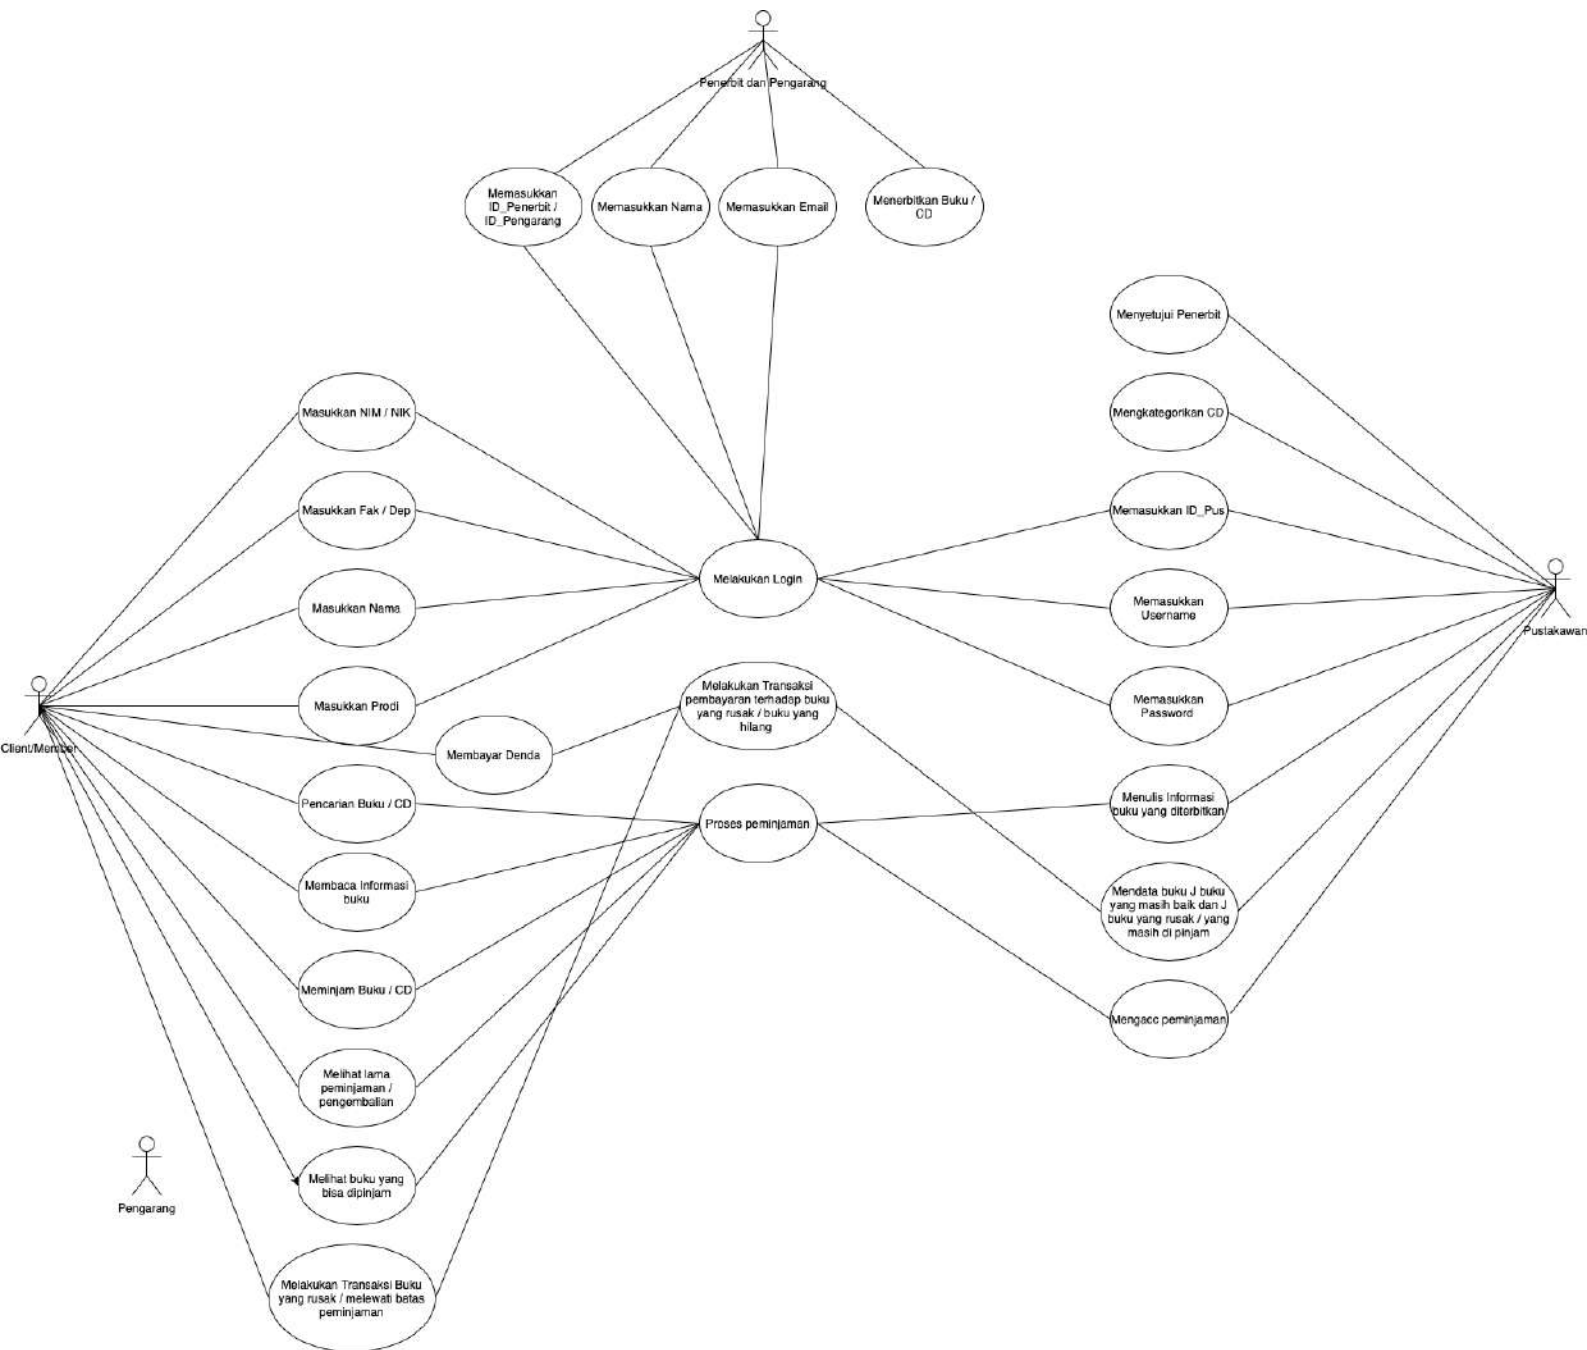 Penerbit dan Pengarang
Memasukkan
ID_Penerbit /
ID_Pengarang
Memasukkan Nama
Memasukkan Email
Menerbitkan Buku /
CD
Menyetujui Penerbit
Masukkan NIM / NIK
Mengkategorikan CD
Masukkan Fak / Dep
Memasukkan ID_Pus
Melakukan Login
Masukkan Nama
Memasukkan
Username
Pustakawan
Masukkan Prodi
Melakukan Transaksi
pembayaran terhadap buku
yang rusak / buku yang
hilang
Memasukkan
Password
Client/Member
Membayar Denda
Pencarian Buku / CD
Proses peminjaman
Menulis Informasi
buku yang diterbitkan
Membaca Informasi
buku
Mendata buku J buku
yang masih baik dan J
buku yang rusak / yang
masih di pinjam
Meminjam Buku / CD
Mengacc peminjaman
Melihat lama
peminjaman /
pengembalian
Melihat buku yang
bisa dipinjam
Pengarang
Melakukan Transaksi Buku
yang rusak / melewati batas
peminjaman